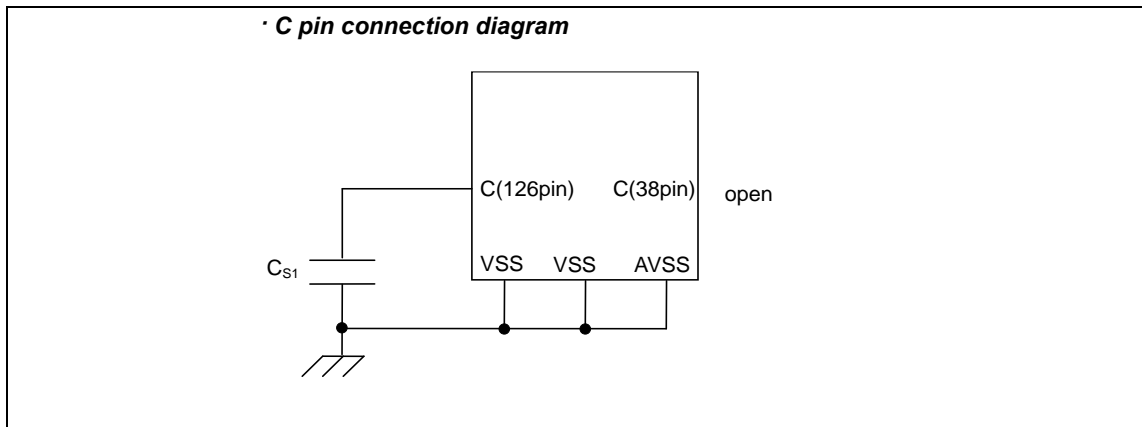 · C pin connection diagram
C(126pin) C(38pin) open
CS1
VSS VSS AVSS